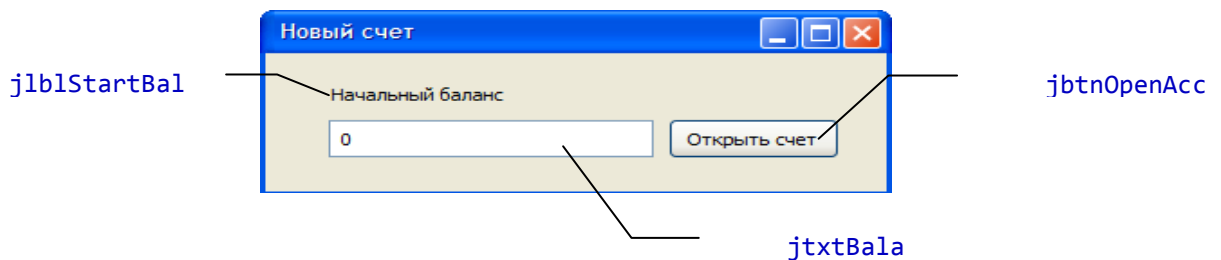 Новый счет
jlblStartBal
jbtnOpenAcc
Начальный баланс
0
Открыть счет
jtxtBala